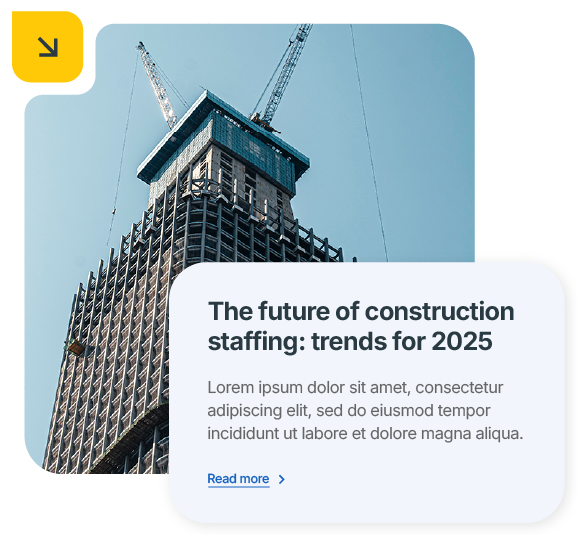 The future of construction
staffing: trends for 2025
Lorem ipsum dolor sit amet, consectetur
adipiscing elit, sed do eiusmod tempor
incididunt ut labore et dolore magna aliqua.
Read more